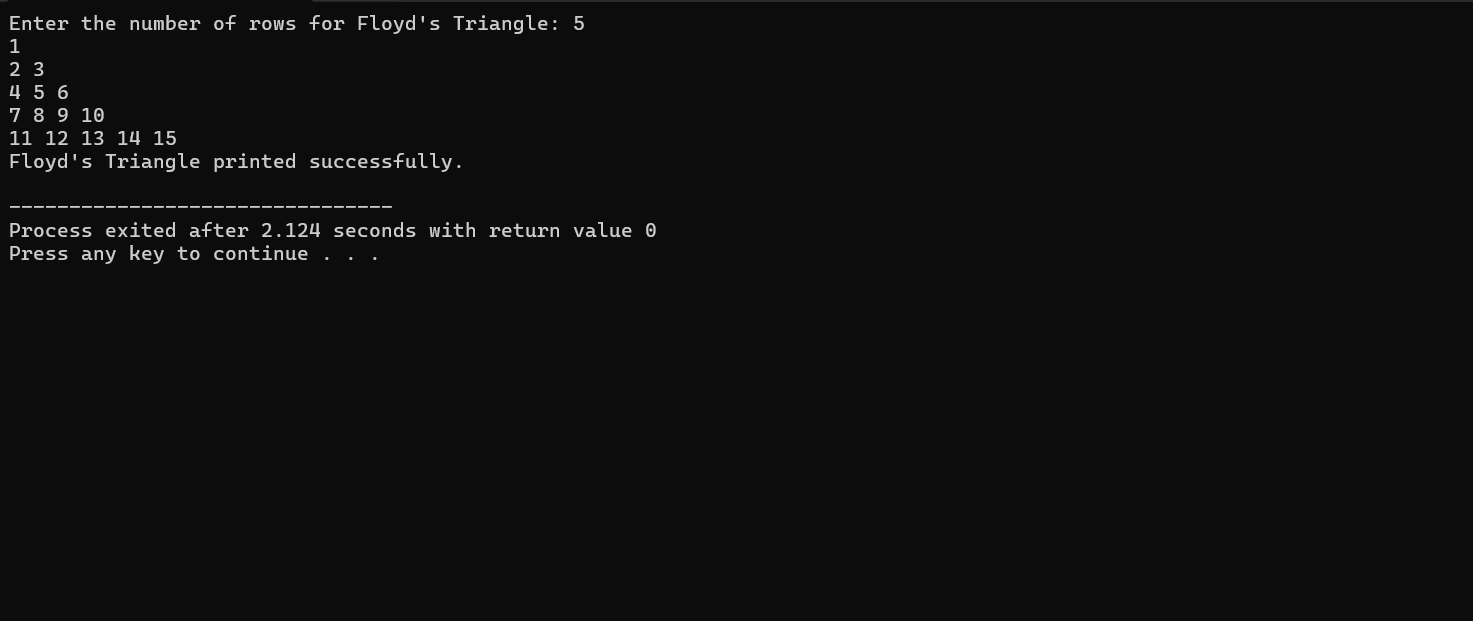 Enter the number of rows for Floyd's Triangle: 5
1
2 3
4 5 6
7 8 9 10
11 12 13 14 15
Floyd's Triangle printed successfully.

--------------------------------
Process exited after 2.124 seconds with return value 0
Press any key to continue . . .